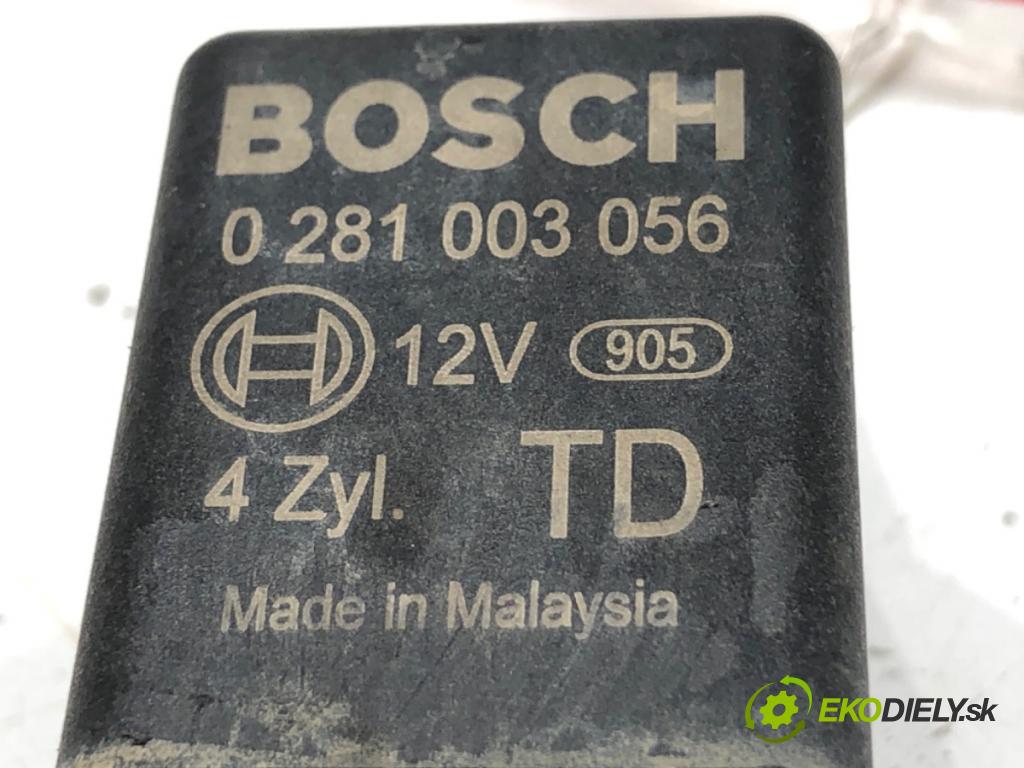 BOSCH
0 281 003 056
12V 905
4 Zyl. TD
Made in Malaysia
EKODIELY.sk